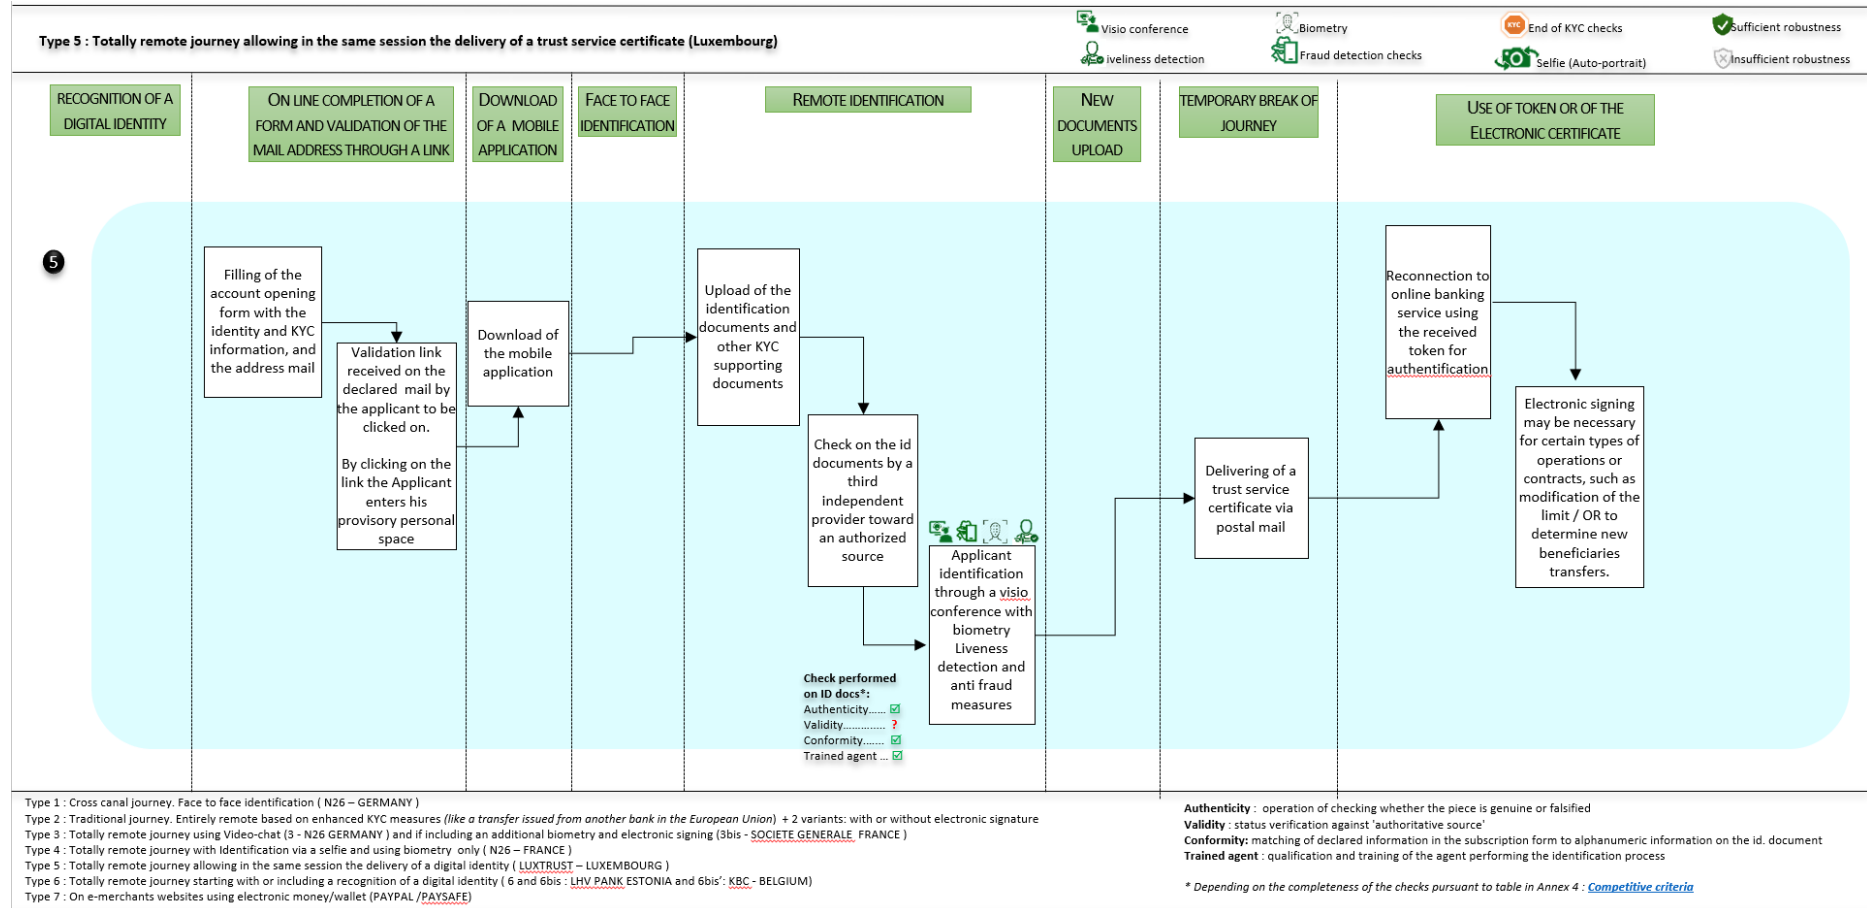 Type 5 : Totally remote journey allowing in the same session the delivery of a trust service certificate (Luxembourg)
Visio conference
Biometry
End of KYC checks
Sufficient robustness
iveliness detection
Fraud detection checks
Selfie (Auto-portrait)
Insufficient robustness
KYC
RECOGNITION OF A
DIGITAL IDENTITY
ON LINE COMPLETION OF A
FORM AND VALIDATION OF THE
MAIL ADDRESS THROUGH A LINK
DOWNLOAD
OF A MOBILE
APPLICATION
FACE TO FACE
IDENTIFICATION
REMOTE IDENTIFICATION
NEW
DOCUMENTS
UPLOAD
TEMPORARY BREAK OF
JOURNEY
USE OF TOKEN OR OF THE
ELECTRONIC CERTIFICATE
5
Filling of the
account opening
form with the
identity and KYC
information, and
the address mail
Validation link
received on the
declared mail by
the applicant to be
clicked on.
By clicking on the
link the Applicant
enters his
provisory personal
space
Download of
the mobile
application
Upload of the
identification
documents and
other KYC
supporting
documents
Check on the id
documents by a
third
independent
provider toward
an authorized
source
Applicant
identification
through a visio
conference with
biometry
Liveness
detection and
anti fraud
measures
Check performed
on ID docs*:
Authenticity...... ☑
Validity.............. ?
Conformity....... ☑
Trained agent ... ☑
Delivering of a
trust service
certificate via
postal mail
Reconnection to
online banking
service using
the received
token for
authentification
Electronic signing
may be necessary
for certain types of
operations or
contracts, such as
modification of the
limit / OR to
determine new
beneficiaries
transfers.
Type 1 : Cross canal journey. Face to face identification ( N26 – GERMANY )
Type 2 : Traditional journey. Entirely remote based on enhanced KYC measures (like a transfer issued from another bank in the European Union) + 2 variants: with or without electronic signature
Type 3 : Totally remote journey using Video-chat (3 - N26 GERMANY ) and if including an additional biometry and electronic signing (3bis - SOCIETE GENERALE FRANCE )
Type 4 : Totally remote journey with Identification via a selfie and using biometry only ( N26 – FRANCE )
Type 5 : Totally remote journey allowing in the same session the delivery of a digital identity ( LUXTRUST – LUXEMBOURG )
Type 6 : Totally remote journey starting with or including a recognition of a digital identity ( 6 and 6bis : LHV PANK ESTONIA and 6bis’: KBC - BELGIUM)
Type 7 : On e-merchants websites using electronic money/wallet (PAYPAL /PAYSAFE)
Authenticity : operation of checking whether the piece is genuine or falsified
Validity : status verification against 'authoritative source'
Conformity: matching of declared information in the subscription form to alphanumeric information on the id. document
Trained agent : qualification and training of the agent performing the identification process
* Depending on the completeness of the checks pursuant to table in Annex 4 : Competitive criteria